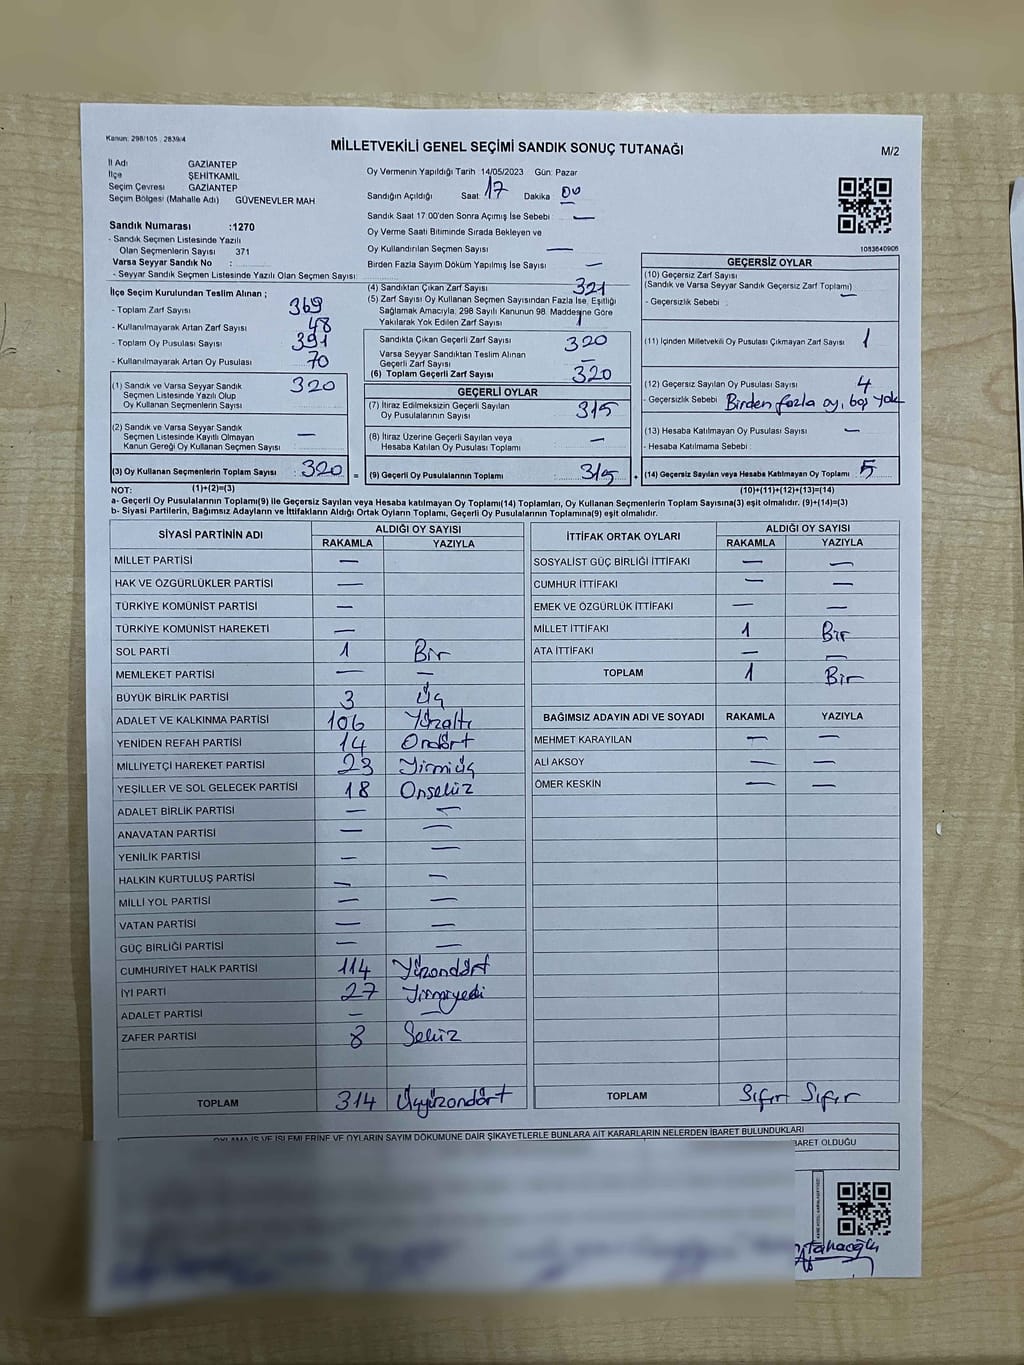 Kanun: 298/105 , 2839/4
MİLLETVEKİLİ GENEL SEÇİMİ SANDIK SONUÇ TUTANAĞI
M/2
İl Adı GAZİANTEP
İlçe ŞEHİTKAMİL
Seçim Çevresi GAZİANTEP
Seçim Bölgesi (Mahalle Adı) GÜVENEVLER MAH
Sandık Numarası :1270
- Sandık Seçmen Listesinde Yazılı
Olan Seçmenlerin Sayısı 371
Varsa Seyyar Sandık No :
- Seyyar Sandık Seçmen Listesinde Yazılı Olan Seçmen Sayısı:
Oy Vermenin Yapıldığı Tarih 14/05/2023 Gün: Pazar
Sandığın Açıldığı Saat 17 Dakika 00
Sandık Saat 17.00'den Sonra Açımış İse Sebebi —
Oy Verme Saati Bitiminde Sırada Bekleyen ve
Oy Kullandırılan Seçmen Sayısı —
Birden Fazla Sayım Döküm Yapılmış İse Sayısı —
1083640906
İlçe Seçim Kurulundan Teslim Alınan ;
- Toplam Zarf Sayısı 369
- Kullanılmayarak Artan Zarf Sayısı 48
- Toplam Oy Pusulası Sayısı 391
- Kullanılmayarak Artan Oy Pusulası 70
(1) Sandık ve Varsa Seyyar Sandık 320
Seçmen Listesinde Yazılı Olup
Oy Kullanan Seçmenlerin Sayısı
(2) Sandık ve Varsa Seyyar Sandık
Seçmen Listesinde Kayıtlı Olmayan —
Kanun Gereği Oy Kullanan Seçmen Sayısı :
(3) Oy Kullanan Seçmenlerin Toplam Sayısı : 320 =
(1)+(2)=(3)
(4) Sandıktan Çıkan Zarf Sayısı 321
(5) Zarf Sayısı Oy Kullanan Seçmen Sayısından Fazla İse, Eşitliği
Sağlamak Amacıyla, 298 Sayılı Kanunun 98. Maddesine Göre
Yakılarak Yok Edilen Zarf Sayısı 1
Sandıkta Çıkan Geçerli Zarf Sayısı 320
Varsa Seyyar Sandıktan Teslim Alınan
Geçerli Zarf Sayısı —
(6) Toplam Geçerli Zarf Sayısı 320
GEÇERLİ OYLAR
(7) İtiraz Edilmeksizin Geçerli Sayılan
Oy Pusulalarının Sayısı 315
(8) İtiraz Üzerine Geçerli Sayılan veya
Hesaba Katılan Oy Pusulası Toplamı —
(9) Geçerli Oy Pusulalarının Toplamı : 315
GEÇERSİZ OYLAR
(10) Geçersiz Zarf Sayısı
(Sandık ve Varsa Seyyar Sandık Geçersiz Zarf Toplamı)
- Geçersizlik Sebebi : —
(11) İçinden Milletvekili Oy Pusulası Çıkmayan Zarf Sayısı 1
(12) Geçersiz Sayılan Oy Pusulası Sayısı 4
- Geçersizlik Sebebi Birden fazla oy, boş yok
(13) Hesaba Katılmayan Oy Pusulası Sayısı —
- Hesaba Katılmama Sebebi :
(14) Geçersiz Sayılan veya Hesaba Katılmayan Oy Toplamı : 5
(10)+(11)+(12)+(13)=(14)
NOT:
a- Geçerli Oy Pusulalarının Toplamı(9) ile Geçersiz Sayılan veya Hesaba katılmayan Oy Toplamı(14) Toplamları, Oy Kullanan Seçmenlerin Toplam Sayısına(3) eşit olmalıdır. (9)+(14)=(3)
b- Siyasi Partilerin, Bağımsız Adayların ve İttifakların Aldığı Ortak Oyların Toplamı, Geçerli Oy Pusulalarının Toplamına(9) eşit olmalıdır.
SİYASİ PARTİNİN ADI ALDIĞI OY SAYISI
RAKAMLA YAZIYLA
MİLLET PARTİSİ —
HAK VE ÖZGÜRLÜKLER PARTİSİ —
TÜRKİYE KOMÜNİST PARTİSİ —
TÜRKİYE KOMÜNİST HAREKETİ —
SOL PARTİ 1 Bir
MEMLEKET PARTİSİ — —
BÜYÜK BİRLİK PARTİSİ 3 Üç
ADALET VE KALKINMA PARTİSİ 106 Yüzaltı
YENİDEN REFAH PARTİSİ 14 Ondört
MİLLİYETÇİ HAREKET PARTİSİ 23 Yirmiüç
YEŞİLLER VE SOL GELECEK PARTİSİ 18 Onsekiz
ADALET BİRLİK PARTİSİ — —
ANAVATAN PARTİSİ — —
YENİLİK PARTİSİ — —
HALKIN KURTULUŞ PARTİSİ — —
MİLLİ YOL PARTİSİ — —
VATAN PARTİSİ — —
GÜÇ BİRLİĞİ PARTİSİ — —
CUMHURİYET HALK PARTİSİ 114 Yüzondört
İYİ PARTİ 27 Yirmiyedi
ADALET PARTİSİ — —
ZAFER PARTİSİ 8 Sekiz
TOPLAM 314 Üçyüzondört
İTTİFAK ORTAK OYLARI ALDIĞI OY SAYISI
RAKAMLA YAZIYLA
SOSYALİST GÜÇ BİRLİĞİ İTTİFAKI — —
CUMHUR İTTİFAKI — —
EMEK VE ÖZGÜRLÜK İTTİFAKI — —
MİLLET İTTİFAKI 1 Bir
ATA İTTİFAKI — —
TOPLAM 1 Bir
BAĞIMSIZ ADAYIN ADI VE SOYADI RAKAMLA YAZIYLA
MEHMET KARAYILAN — —
ALİ AKSOY — —
ÖMER KESKİN — —
TOPLAM Sıfır Sıfır
OYLAMA İŞ VE İŞLEMLERİNE VE OYLARIN SAYIM DÖKÜMÜNE DAİR ŞİKAYETLERLE BUNLARA AİT KARARLARIN NELERDEN İBARET BULUNDUKLARI
BARET OLDUĞU